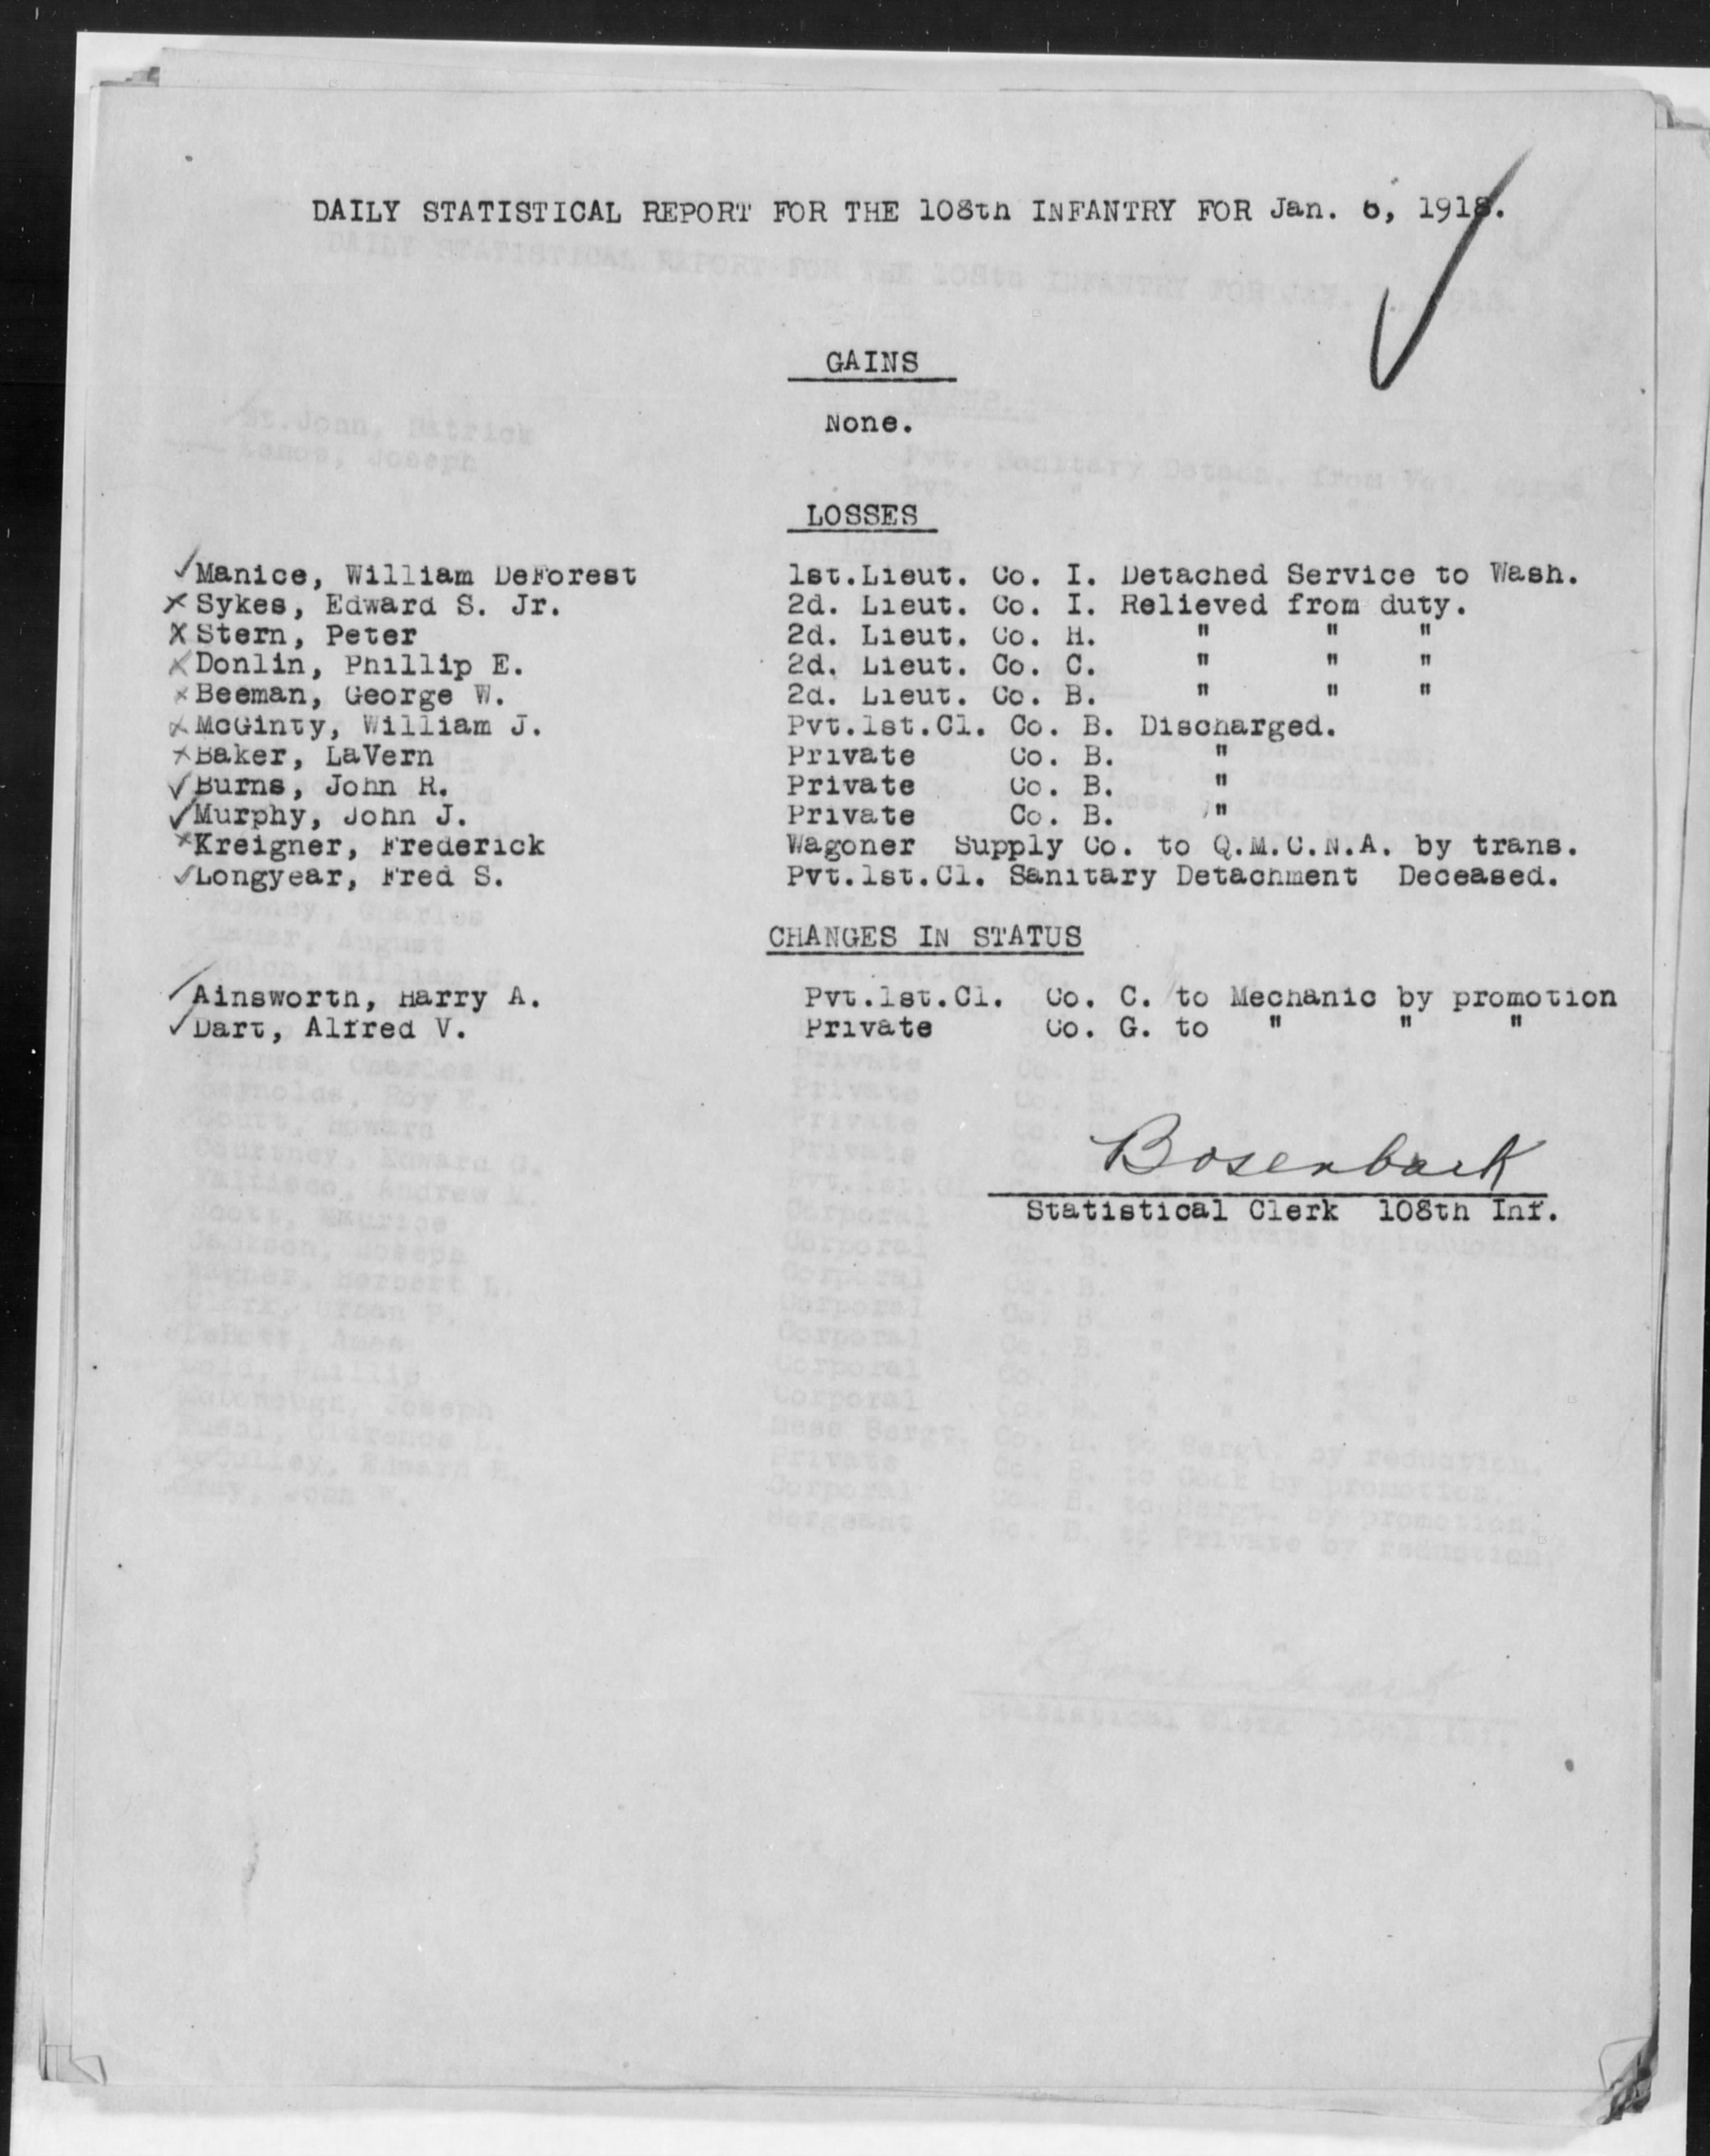 DAILY STATISTICAL REPORT FOR THE 108th INFANTRY FOR Jan. 6, 1918.
GAINS
None.
LOSSES
Manice, William DeForest 1st.Lieut. Co. I. Detached Service to Wash.
Sykes, Edward S. Jr. 2d. Lieut. Co. I. Relieved from duty.
Stern, Peter 2d. Lieut. Co. H. " " "
Donlin, Phillip E. 2d. Lieut. Co. C. " " "
Beeman, George W. 2d. Lieut. Co. B. " " "
McGinty, William J. Pvt.1st.Cl. Co. B. Discharged.
Baker, LaVern Private Co. B. "
Burns, John R. Private Co. B. "
Murphy, John J. Private Co. B. "
Kreigner, Frederick Wagoner Supply Co. to Q.M.C.N.A. by trans.
Longyear, Fred S. Pvt.1st.Cl. Sanitary Detachment Deceased.
CHANGES IN STATUS
Ainsworth, Harry A. Pvt.1st.Cl. Co. C. to Mechanic by promotion
Dart, Alfred V. Private Co. G. to " " "
Bosenbark
Statistical Clerk 108th Inf.